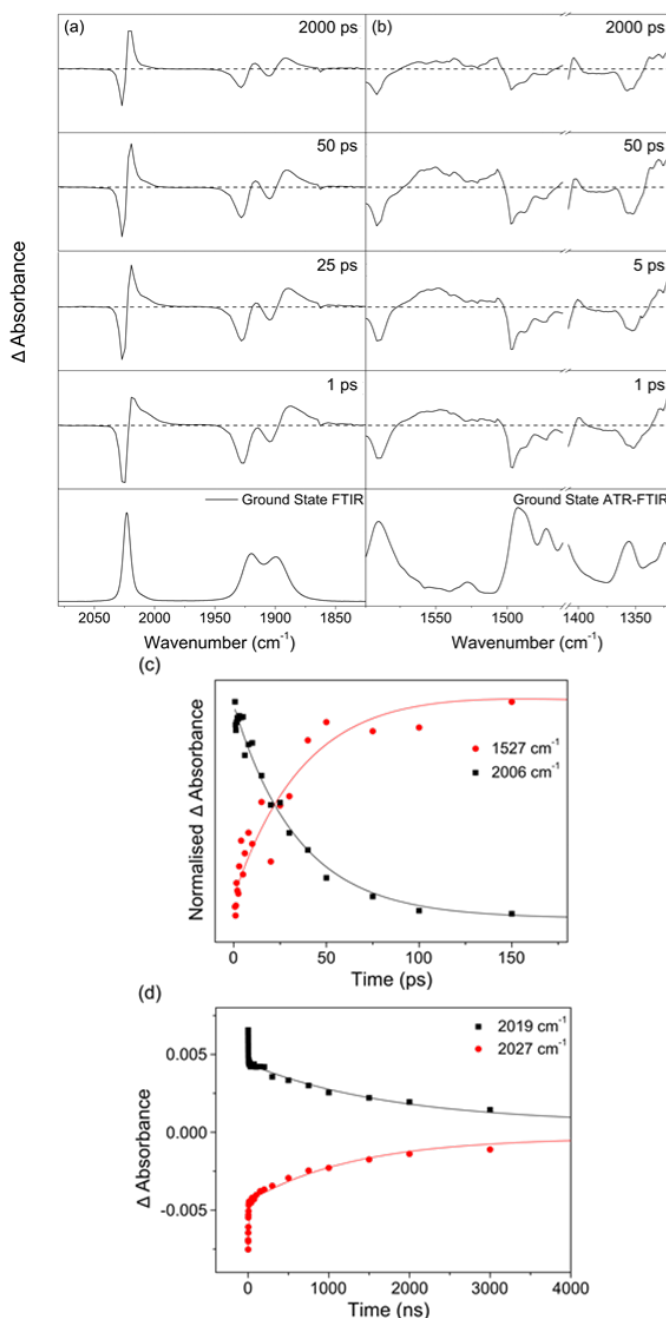 (a)
(b)
2000 ps
2000 ps
50 ps
50 ps
25 ps
5 ps
1 ps
1 ps
Ground State FTIR
Ground State ATR-FTIR
Δ Absorbance
2050 2000 1950 1900 1850
1550 1500 1400 1350
Wavenumber (cm⁻¹)
Wavenumber (cm⁻¹)
(c)
1527 cm⁻¹
2006 cm⁻¹
Normalised Δ Absorbance
0 25 50 75 100 125 150
Time (ps)
(d)
2019 cm⁻¹
2027 cm⁻¹
0.005
0.000
-0.005
Δ Absorbance
0 1000 2000 3000 4000
Time (ns)